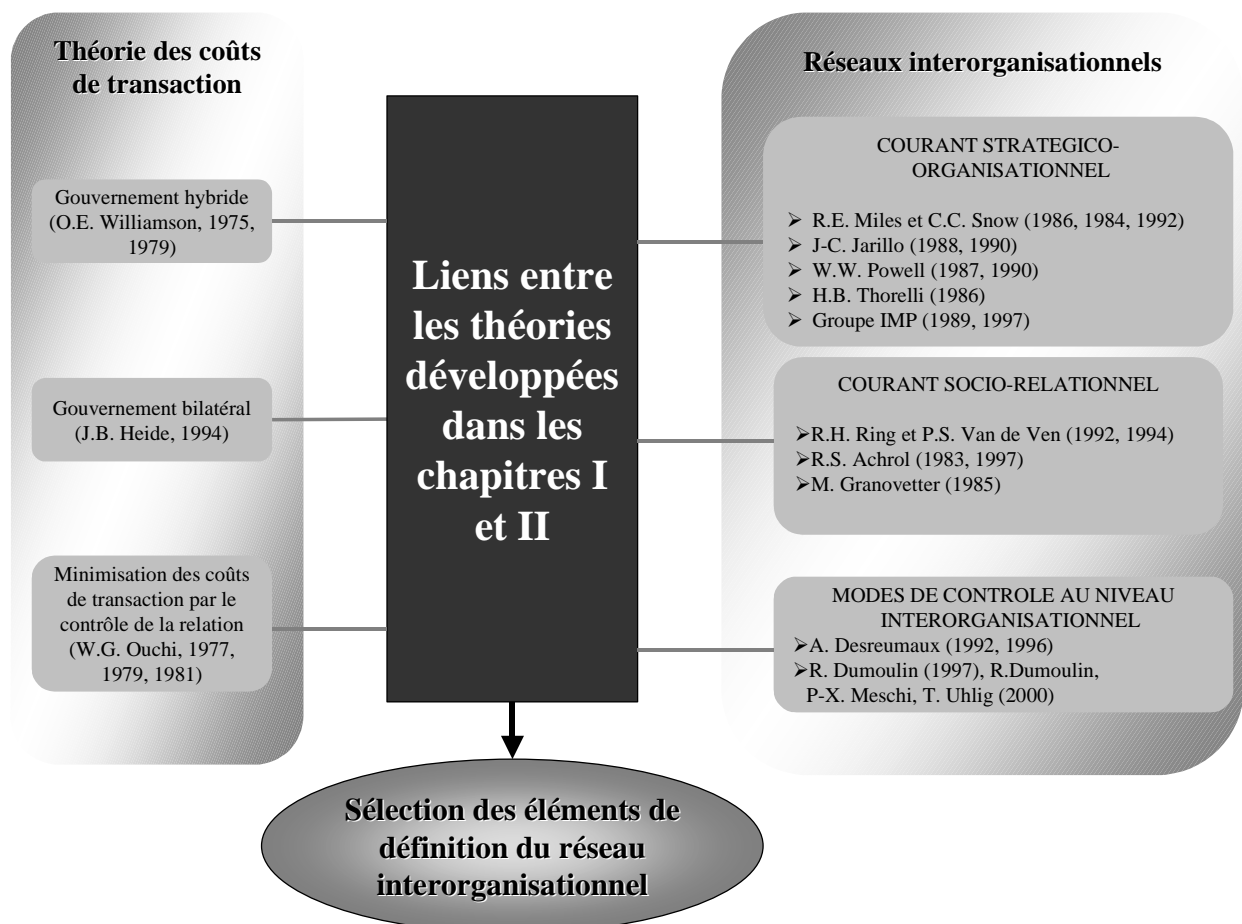 Théorie des coûts
de transaction
Gouvernement hybride
(O.E. Williamson, 1975,
1979)
Gouvernement bilatéral
(J.B. Heide, 1994)
Minimisation des coûts
de transaction par le
contrôle de la relation
(W.G. Ouchi, 1977,
1979, 1981)
Liens entre
les théories
développées
dans les
chapitres I
et II
Réseaux interorganisationnels
COURANT STRATEGICO-
ORGANISATIONNEL
➢ R.E. Miles et C.C. Snow (1986, 1984, 1992)
➢ J-C. Jarillo (1988, 1990)
➢ W.W. Powell (1987, 1990)
➢ H.B. Thorelli (1986)
➢ Groupe IMP (1989, 1997)
COURANT SOCIO-RELATIONNEL
➢R.H. Ring et P.S. Van de Ven (1992, 1994)
➢R.S. Achrol (1983, 1997)
➢M. Granovetter (1985)
MODES DE CONTROLE AU NIVEAU
INTERORGANISATIONNEL
➢A. Desreumaux (1992, 1996)
➢R. Dumoulin (1997), R.Dumoulin,
P-X. Meschi, T. Uhlig (2000)
Sélection des éléments de
définition du réseau
interorganisationnel